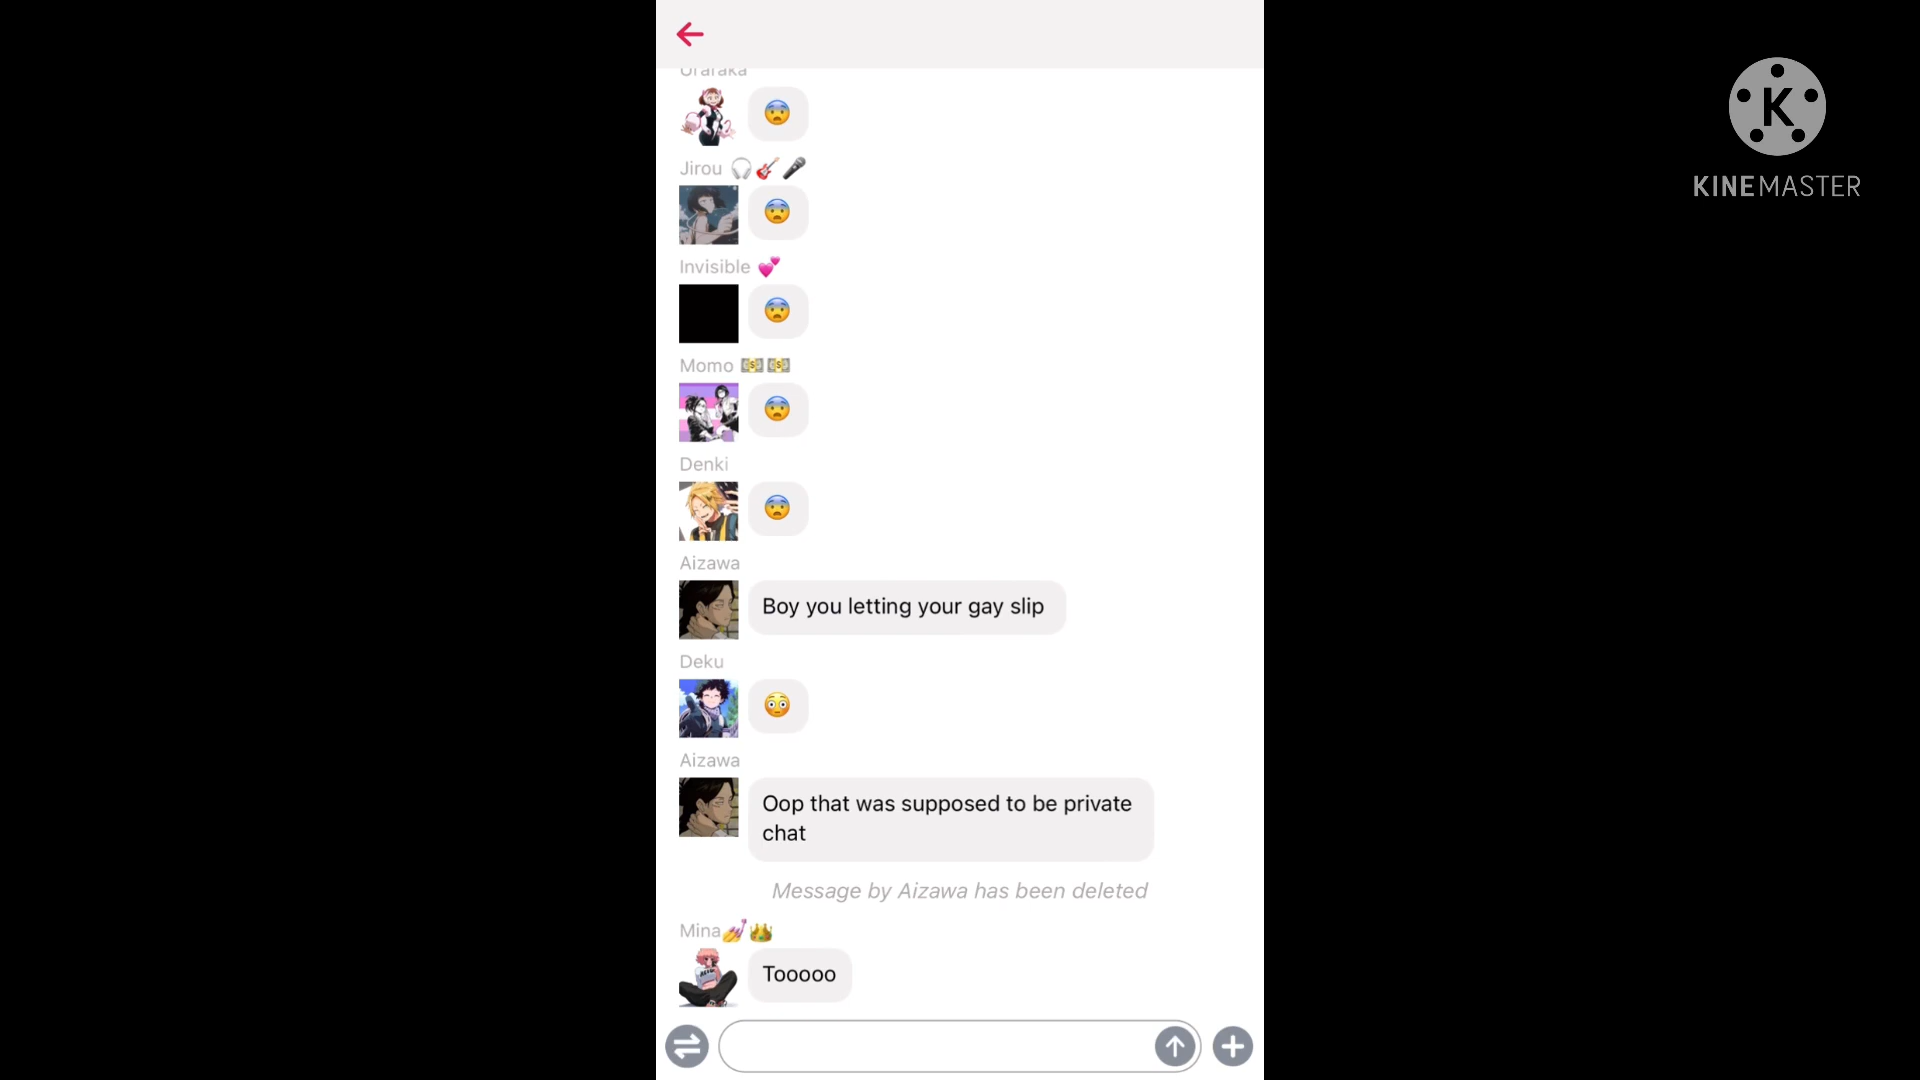 Uraraka
😨
Jirou 🎧🎸🎤
😨
Invisible 💕
😨
Momo 💵💵
😨
Denki
😨
Aizawa
Boy you letting your gay slip
Deku
😳
Aizawa
Oop that was supposed to be private
chat
Message by Aizawa has been deleted
Mina💅👑
Tooooo
K
KINEMASTER